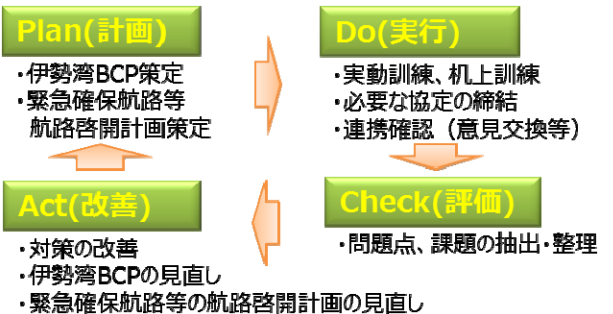 Plan(計画)
・伊勢湾BCP策定
・緊急確保航路等
航路啓開計画策定
Do(実行)
・実動訓練、机上訓練
・必要な協定の締結
・連携確認（意見交換等）
Check(評価)
・問題点、課題の抽出・整理
Act(改善)
・対策の改善
・伊勢湾BCPの見直し
・緊急確保航路等の航路啓開計画の見直し